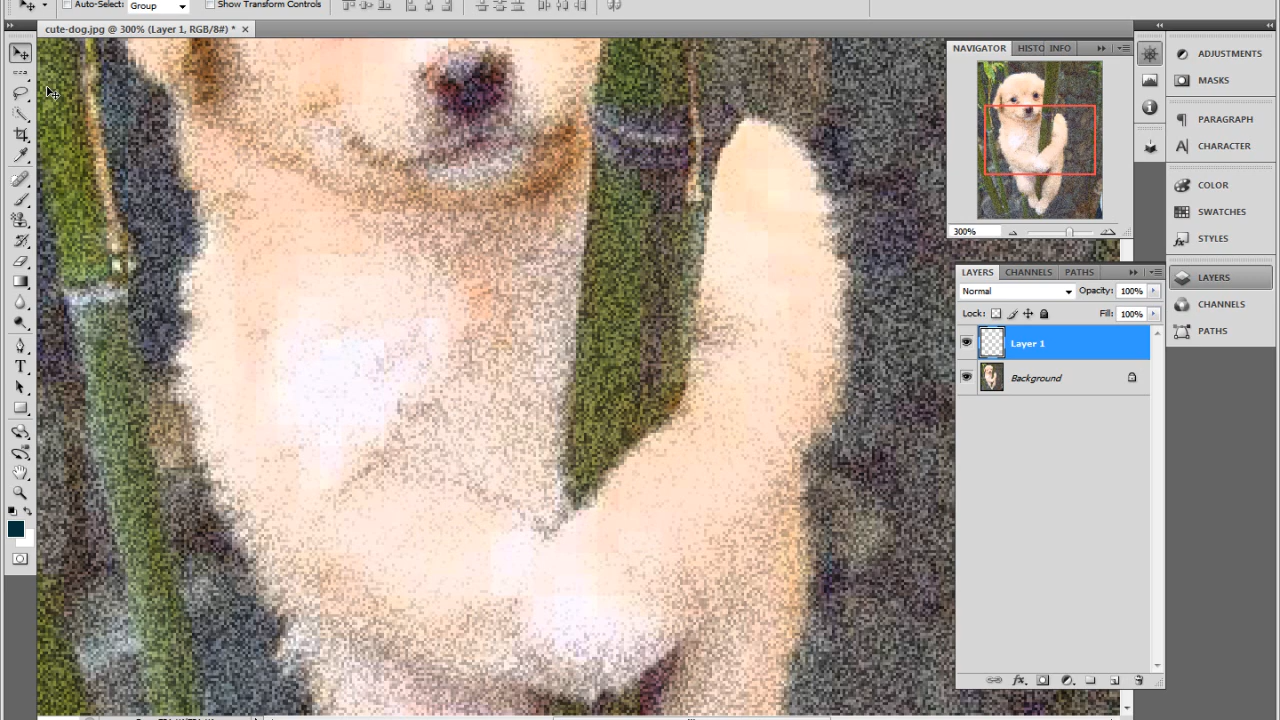 Auto-Select: Group Show Transform Controls
cute-dog.jpg @ 300% (Layer 1, RGB/8#) *
NAVIGATOR HISTO INFO
300%
ADJUSTMENTS
MASKS
PARAGRAPH
CHARACTER
COLOR
SWATCHES
STYLES
LAYERS
CHANNELS
PATHS
LAYERS CHANNELS PATHS
Normal Opacity: 100%
Lock: Fill: 100%
Layer 1
Background